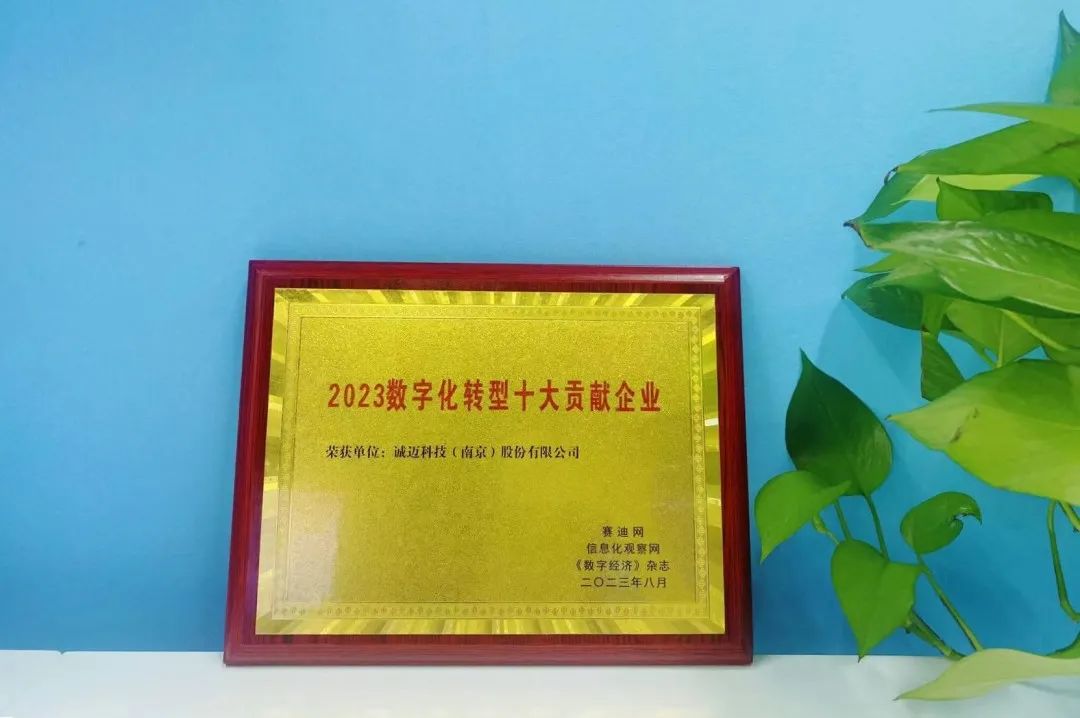 2023数字化转型十大贡献企业
荣获单位：诚迈科技（南京）股份有限公司
赛迪网
信息化观察网
《数字经济》杂志
二〇二三年八月